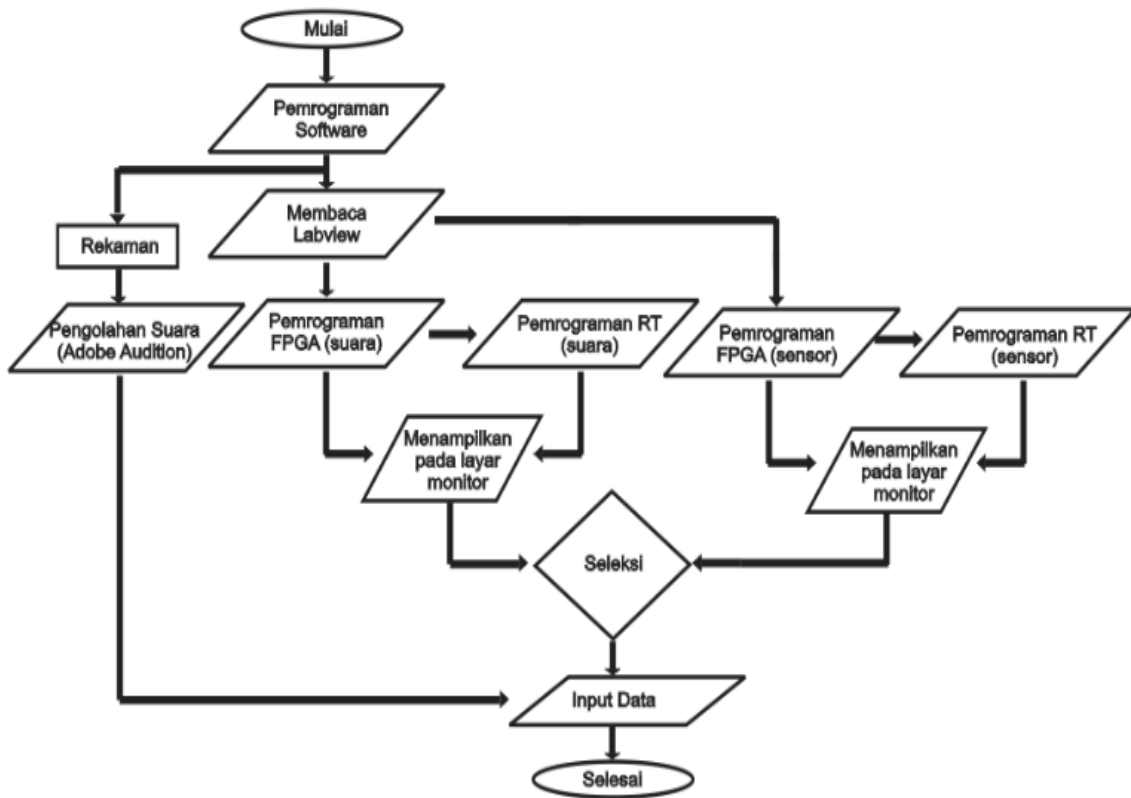 Mulai
Pemrograman
Software
Membaca
Labview
Rekaman
Pengolahan Suara
(Adobe Audition)
Pemrograman
FPGA (suara)
Pemrograman RT
(suara)
Pemrograman
FPGA (sensor)
Pemrograman RT
(sensor)
Menampilkan
pada layar
monitor
Menampilkan
pada layar
monitor
Seleksi
Input Data
Selesai